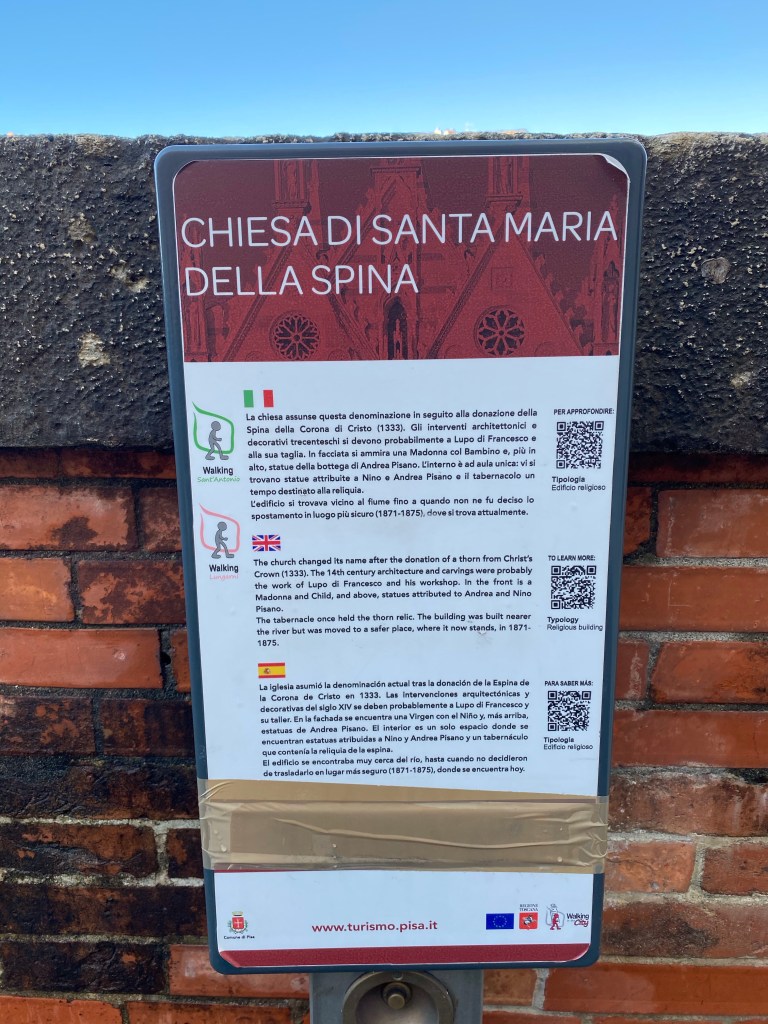 CHIESA DI SANTA MARIA
DELLA SPINA
La chiesa assunse questa denominazione in seguito alla donazione della
Spina della Corona di Cristo (1333). Gli interventi architettonici e
decorativi trecenteschi si devono probabilmente a Lupo di Francesco e
alla sua taglia. In facciata si ammira una Madonna col Bambino e, più in
alto, statue della bottega di Andrea Pisano. L'interno è ad aula unica: vi si
trovano statue attribuite a Nino e Andrea Pisano e il tabernacolo un
tempo destinato alla reliquia.
L'edificio si trovava vicino al fiume fino a quando non ne fu deciso lo
spostamento in luogo più sicuro (1871-1875), dove si trova attualmente.
PER APPROFONDIRE:
Tipologia
Edificio religioso
Walking
Sant'Antonio
Walking
Lungarni
The church changed its name after the donation of a thorn from Christ's
Crown (1333). The 14th century architecture and carvings were probably
the work of Lupo di Francesco and his workshop. In the front is a
Madonna and Child, and above, statues attributed to Andrea and Nino
Pisano.
The tabernacle once held the thorn relic. The building was built nearer
the river but was moved to a safer place, where it now stands, in 1871-
1875.
TO LEARN MORE:
Typology
Religious building
La iglesia asumió la denominación actual tras la donación de la Espina de
la Corona de Cristo en 1333. Las intervenciones arquitectónicas y
decorativas del siglo XIV se deben probablemente a Lupo di Francesco y
su taller. En la fachada se encuentra una Virgen con el Niño y, más arriba,
estatuas de Andrea Pisano. El interior es un solo espacio donde se
encuentran estatuas atribuidas a Nino y Andrea Pisano y un tabernáculo
que contenía la reliquia de la espina.
El edificio se encontraba muy cerca del río, hasta cuando no decidieron
de trasladarlo en lugar más seguro (1871-1875), donde se encuentra hoy.
PARA SABER MÁS:
Tipologia
Edificio religioso
Comune di Pisa
www.turismo.pisa.it
REGIONE
TOSCANA
Walking
City